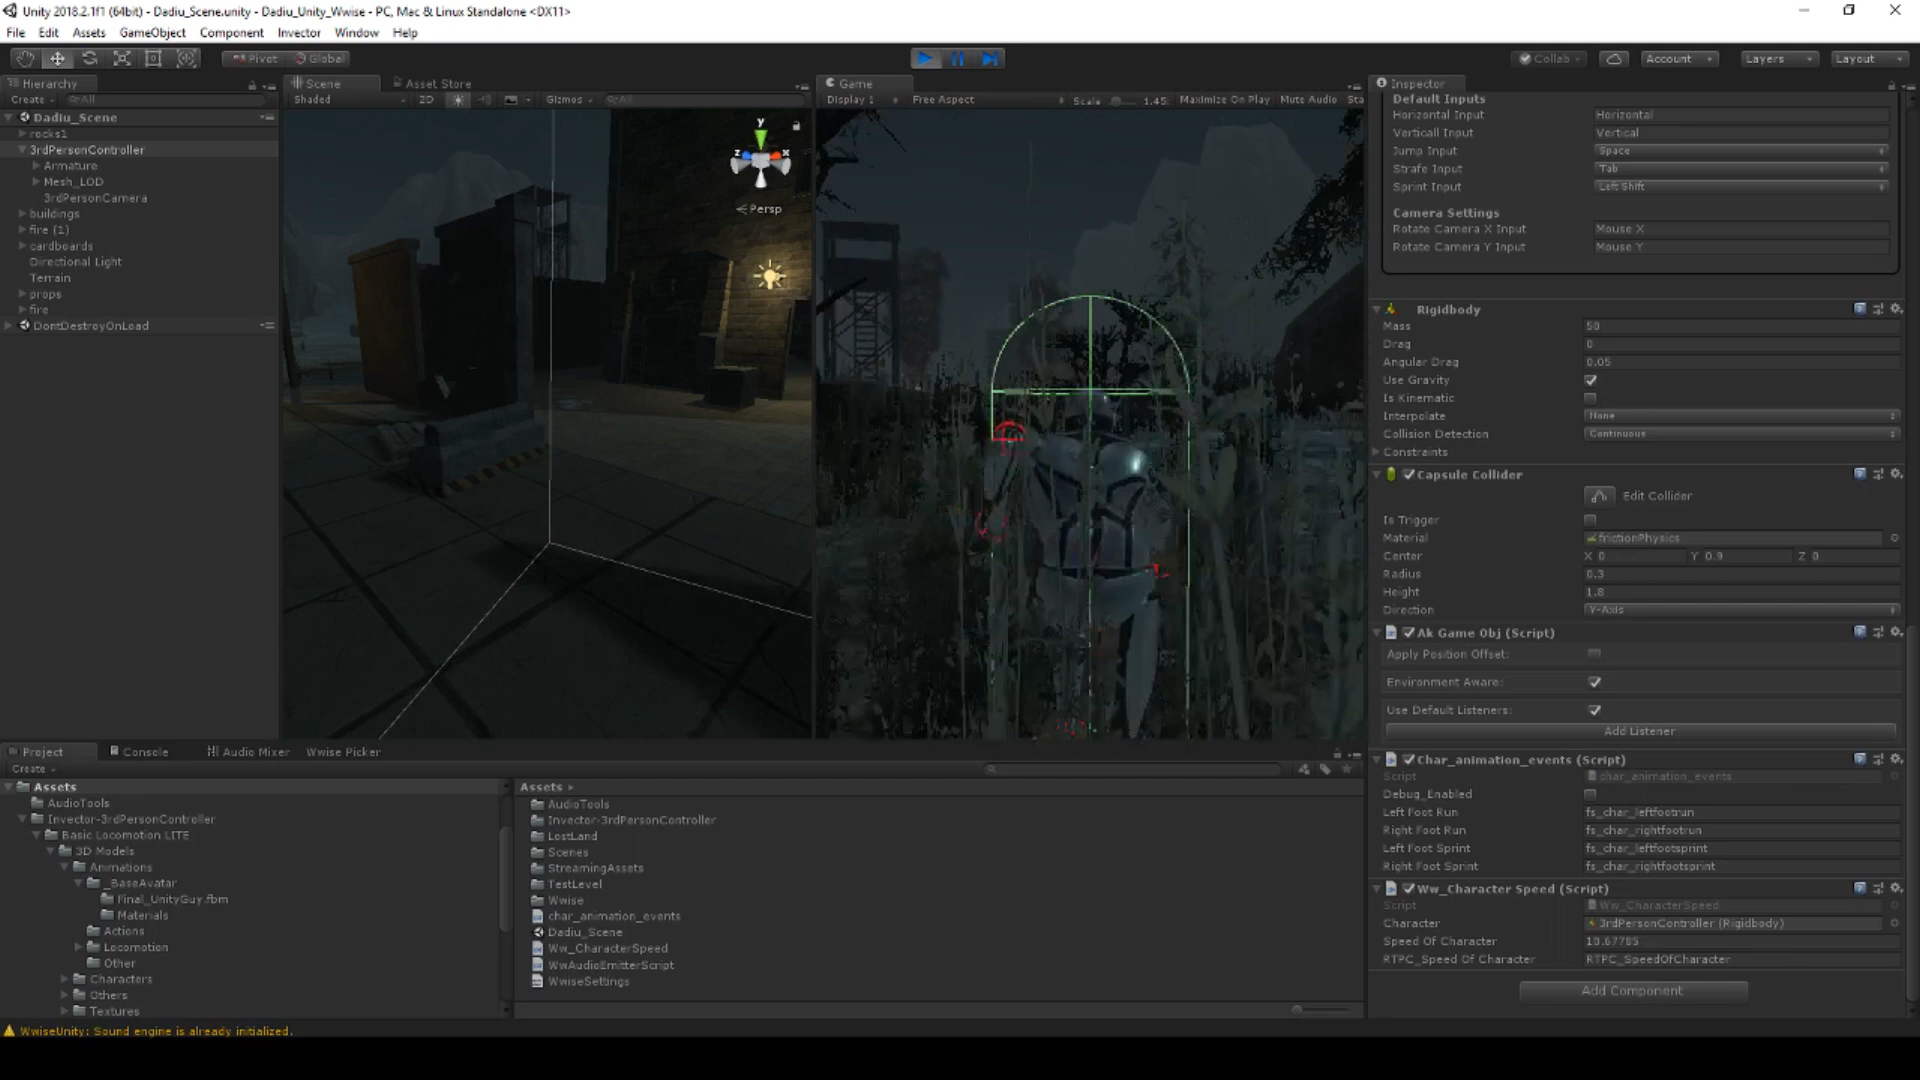 Unity 2018.2.1f1 (64bit) - Dadiu_Scene.unity - Dadiu_Unity_Wwise - PC, Mac & Linux Standalone <DX11>
File Edit Assets GameObject Component Invector Window Help
Pivot Global Collab Account Layers Layout
Hierarchy
Create All
Dadiu_Scene
rocks1
3rdPersonController
Armature
Mesh_LOD
3rdPersonCamera
buildings
fire (1)
cardboards
Directional Light
Terrain
props
fire
DontDestroyOnLoad
Scene Asset Store
Shaded 2D Gizmos All
y
z x
Persp
Game
Display 1 Free Aspect Scale 1.45 Maximize On Play Mute Audio Sta
Inspector
Default Inputs
Horizontal Input Horizontal
Verticall Input Vertical
Jump Input Space
Strafe Input Tab
Sprint Input Left Shift
Camera Settings
Rotate Camera X Input Mouse X
Rotate Camera Y Input Mouse Y
Rigidbody
Mass 50
Drag 0
Angular Drag 0.05
Use Gravity
Is Kinematic
Interpolate None
Collision Detection Continuous
Constraints
Capsule Collider
Edit Collider
Is Trigger
Material frictionPhysics
Center X 0 Y 0.9 Z 0
Radius 0.3
Height 1.8
Direction Y-Axis
Ak Game Obj (Script)
Apply Position Offset:
Environment Aware:
Use Default Listeners:
Add Listener
Char_animation_events (Script)
Script char_animation_events
Debug_Enabled
Left Foot Run fs_char_leftfootrun
Right Foot Run fs_char_rightfootrun
Left Foot Sprint fs_char_leftfootsprint
Right Foot Sprint fs_char_rightfootsprint
Ww_Character Speed (Script)
Script Ww_CharacterSpeed
Character 3rdPersonController (Rigidbody)
Speed Of Character 10.67785
RTPC_Speed Of Character RTPC_SpeedOfCharacter
Add Component
Project Console Audio Mixer Wwise Picker
Create
Assets
AudioTools
Invector-3rdPersonController
Basic Locomotion LITE
3D Models
Animations
_BaseAvatar
Final_UnityGuy.fbm
Materials
Actions
Locomotion
Other
Characters
Others
Textures
Assets
AudioTools
Invector-3rdPersonController
LostLand
Scenes
StreamingAssets
TestLevel
Wwise
char_animation_events
Dadiu_Scene
Ww_CharacterSpeed
WwAudioEmitterScript
WwiseSettings
WwiseUnity: Sound engine is already initialized.